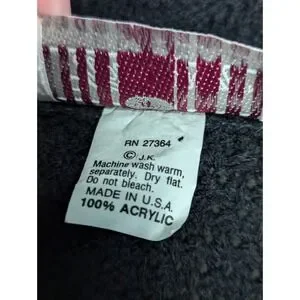 RN 27364
© J.K.
Machine wash warm,
separately. Dry flat.
Do not bleach.
MADE IN U.S.A.
100% ACRYLIC